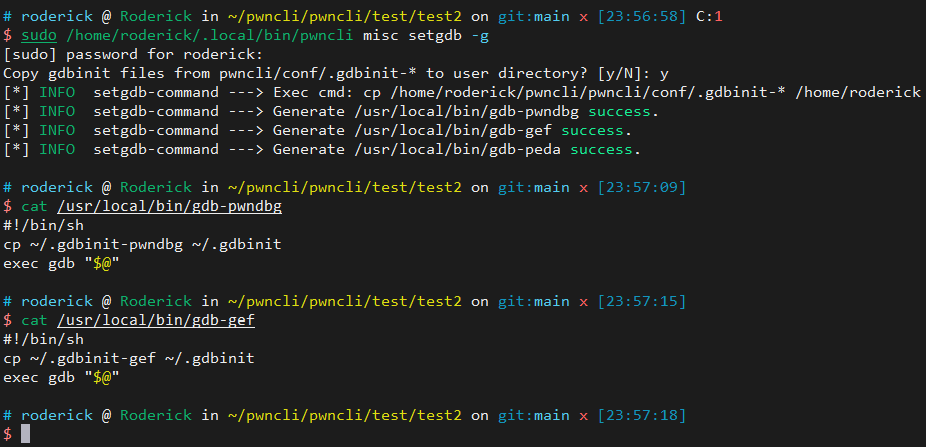 # roderick @ Roderick in ~/pwncli/pwncli/test/test2 on git:main x [23:56:58] C:1
$ sudo /home/roderick/.local/bin/pwncli misc setgdb -g
[sudo] password for roderick:
Copy gdbinit files from pwncli/conf/.gdbinit-* to user directory? [y/N]: y
[*] INFO  setgdb-command ---> Exec cmd: cp /home/roderick/pwncli/pwncli/conf/.gdbinit-* /home/roderick
[*] INFO  setgdb-command ---> Generate /usr/local/bin/gdb-pwndbg success.
[*] INFO  setgdb-command ---> Generate /usr/local/bin/gdb-gef success.
[*] INFO  setgdb-command ---> Generate /usr/local/bin/gdb-peda success.
# roderick @ Roderick in ~/pwncli/pwncli/test/test2 on git:main x [23:57:09]
$ cat /usr/local/bin/gdb-pwndbg
#!/bin/sh
cp ~/.gdbinit-pwndbg ~/.gdbinit
exec gdb "$@"
# roderick @ Roderick in ~/pwncli/pwncli/test/test2 on git:main x [23:57:15]
$ cat /usr/local/bin/gdb-gef
#!/bin/sh
cp ~/.gdbinit-gef ~/.gdbinit
exec gdb "$@"
# roderick @ Roderick in ~/pwncli/pwncli/test/test2 on git:main x [23:57:18]
$